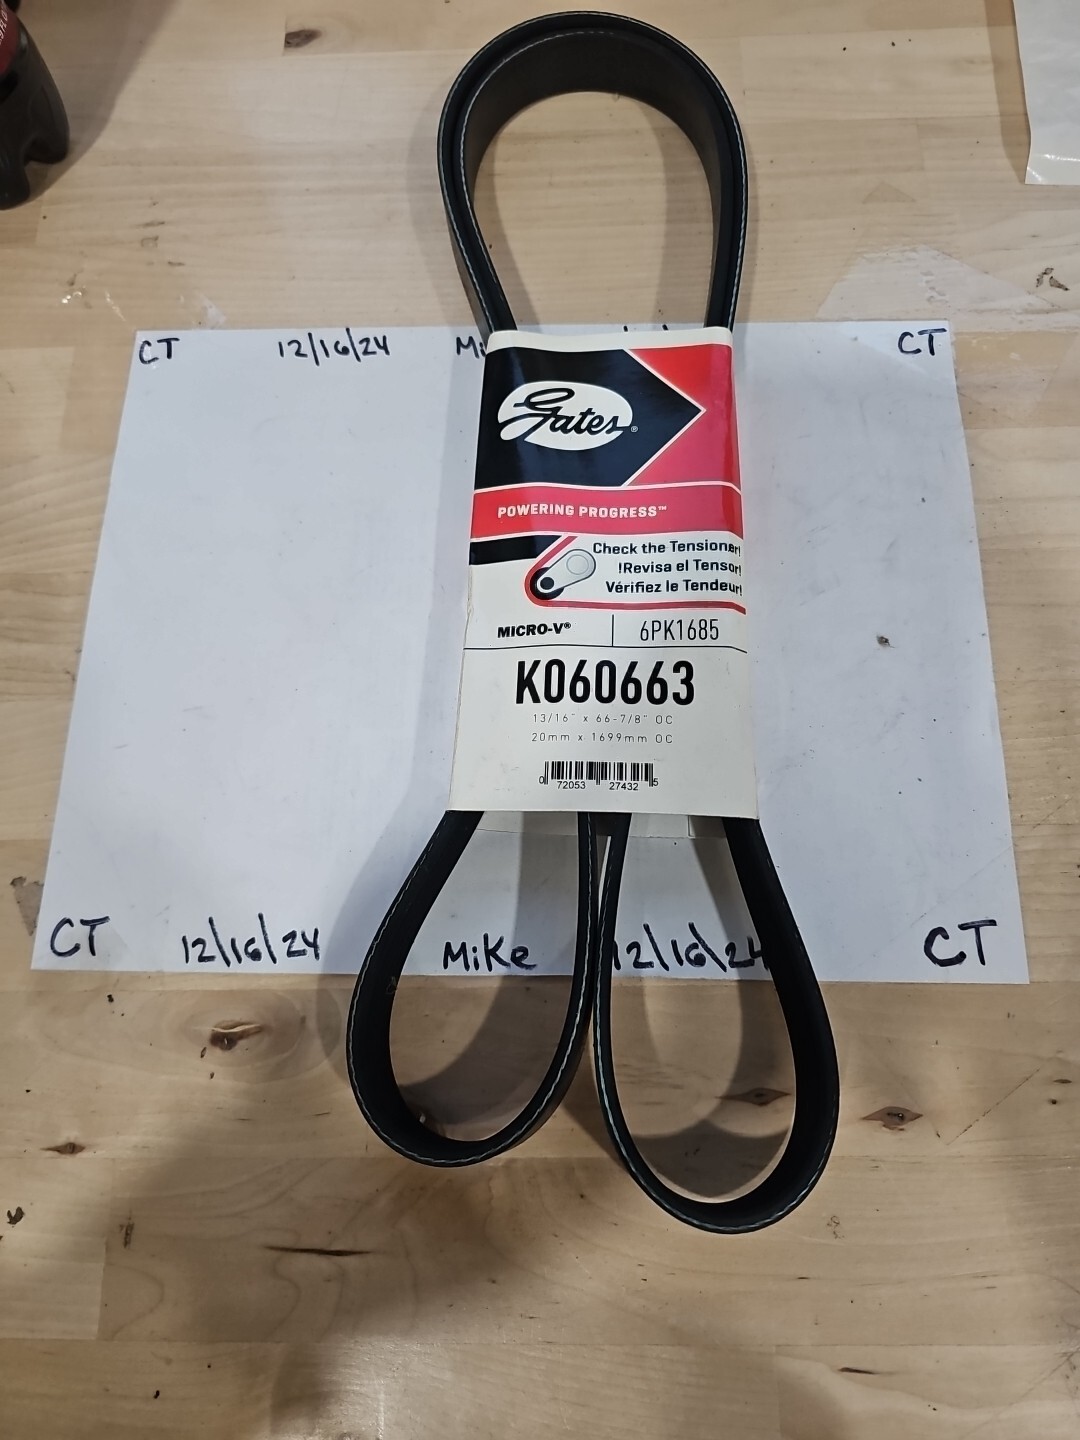 CT 12/16/24 CT
Gates®
POWERING PROGRESS™
Check the Tensioner!
!Revisa el Tensor!
Vérifiez le Tendeur!
MICRO-V® 6PK1685
K060663
13/16" x 66-7/8" OC
20mm x 1699mm OC
0 72053 27432 5
CT 12/16/24 Mike 12/16/24 CT